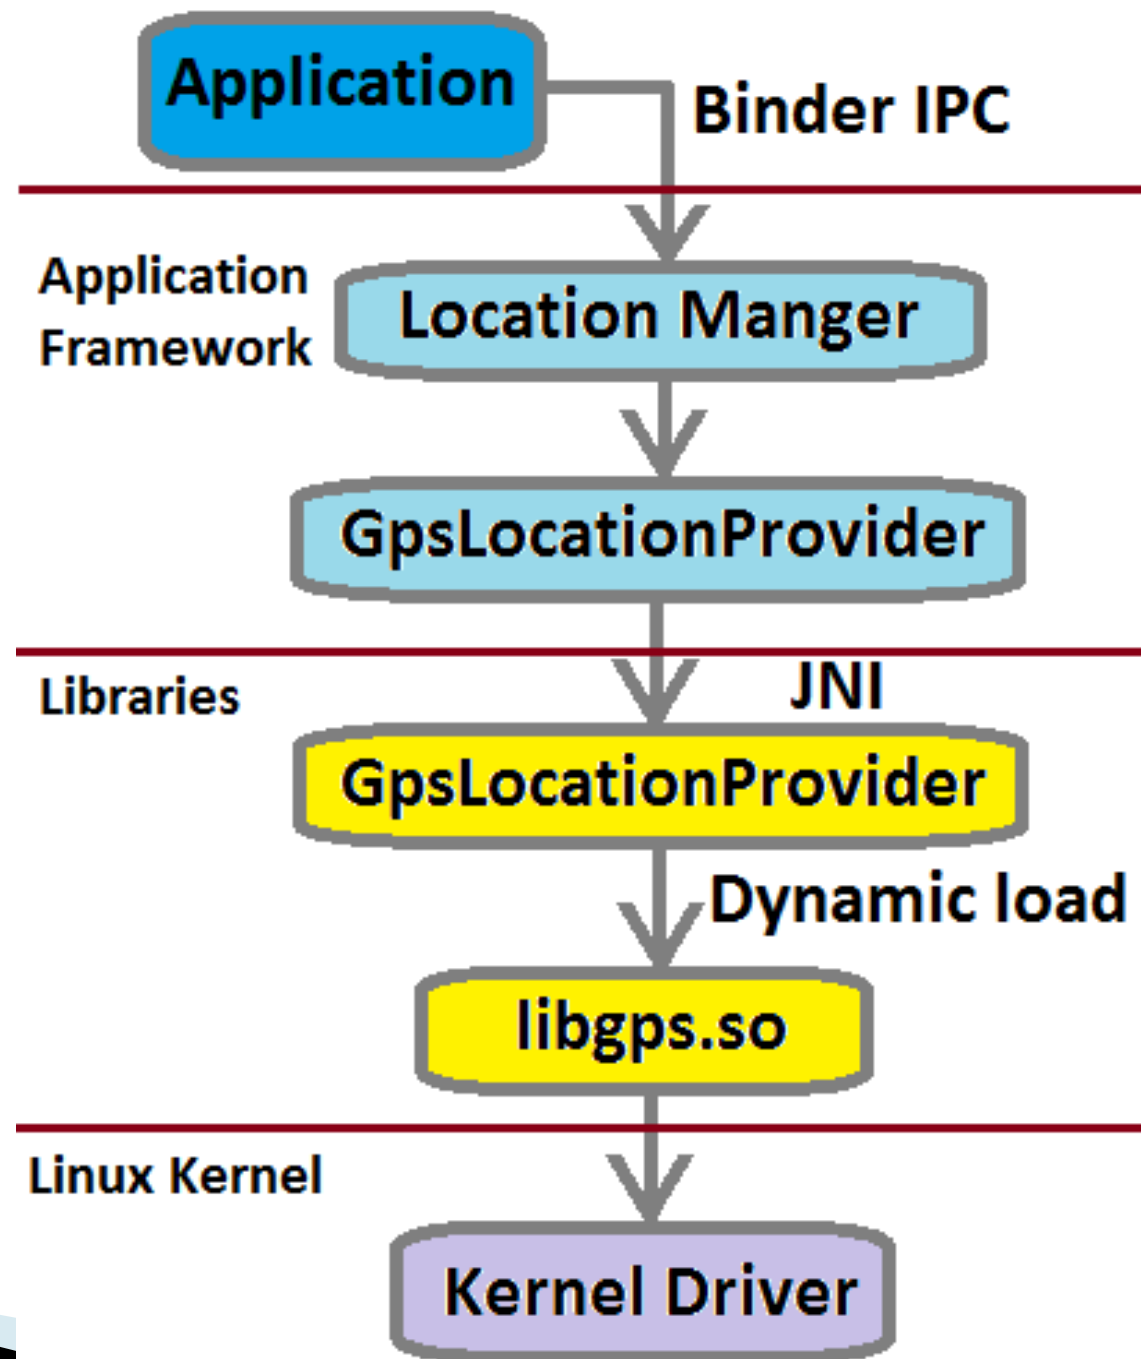 Application
Binder IPC
Application
Framework
Location Manger
GpsLocationProvider
Libraries
JNI
GpsLocationProvider
Dynamic load
libgps.so
Linux Kernel
Kernel Driver